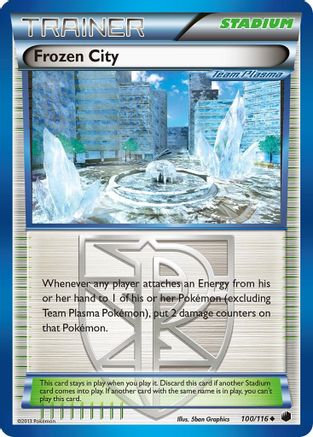 TRAINER
STADIUM
Frozen City
Team Plasma
Whenever any player attaches an Energy from his
or her hand to 1 of his or her Pokémon (excluding
Team Plasma Pokémon), put 2 damage counters on
that Pokémon.
This card stays in play when you play it. Discard this card if another Stadium
card comes into play. If another card with the same name is in play, you can't
play this card.
©2013 Pokémon
Illus. 5ban Graphics
100/116